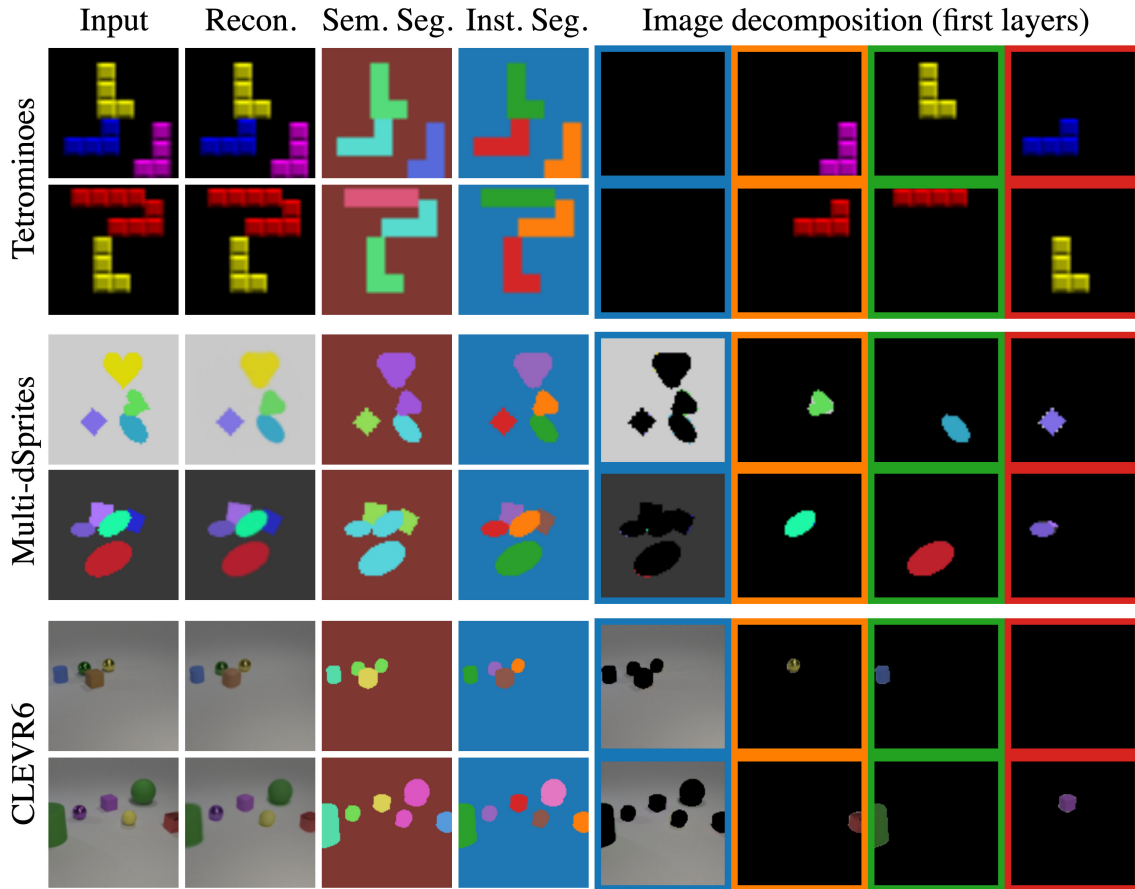 Input Recon. Sem. Seg. Inst. Seg. Image decomposition (first layers)
Tetrominoes
Multi-dSprites
CLEVR6